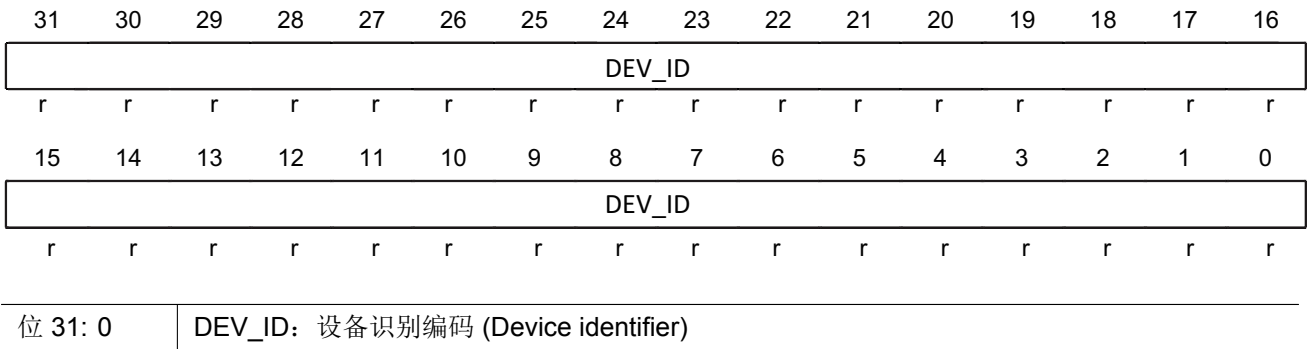 31 30 29 28 27 26 25 24 23 22 21 20 19 18 17 16
DEV_ID
r r r r r r r r r r r r r r r r
15 14 13 12 11 10 9 8 7 6 5 4 3 2 1 0
DEV_ID
r r r r r r r r r r r r r r r r
位 31: 0 DEV_ID：设备识别编码 (Device identifier)